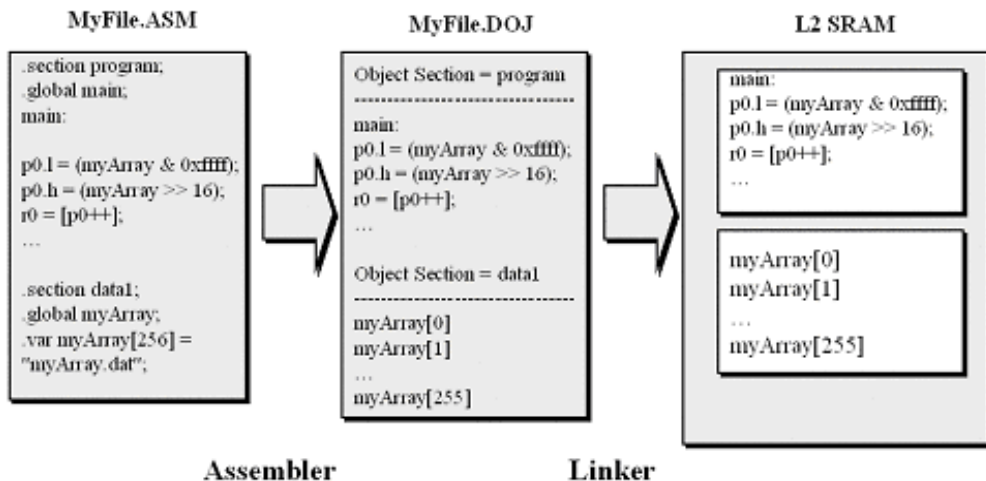 MyFile.ASM
.section program;
.global main;
main:
p0.l = (myArray & 0xffff);
p0.h = (myArray >> 16);
r0 = [p0++];
…
.section data1;
.global myArray;
.var myArray[256] =
"myArray.dat";
MyFile.DOJ
Object Section = program
--------------------------------
main:
p0.l = (myArray & 0xffff);
p0.h = (myArray >> 16);
r0 = [p0++];
…
Object Section = data1
--------------------------------
myArray[0]
myArray[1]
…
myArray[255]
L2 SRAM
main:
p0.l = (myArray & 0xffff);
p0.h = (myArray >> 16);
r0 = [p0++];
…
myArray[0]
myArray[1]
…
myArray[255]
Assembler
Linker